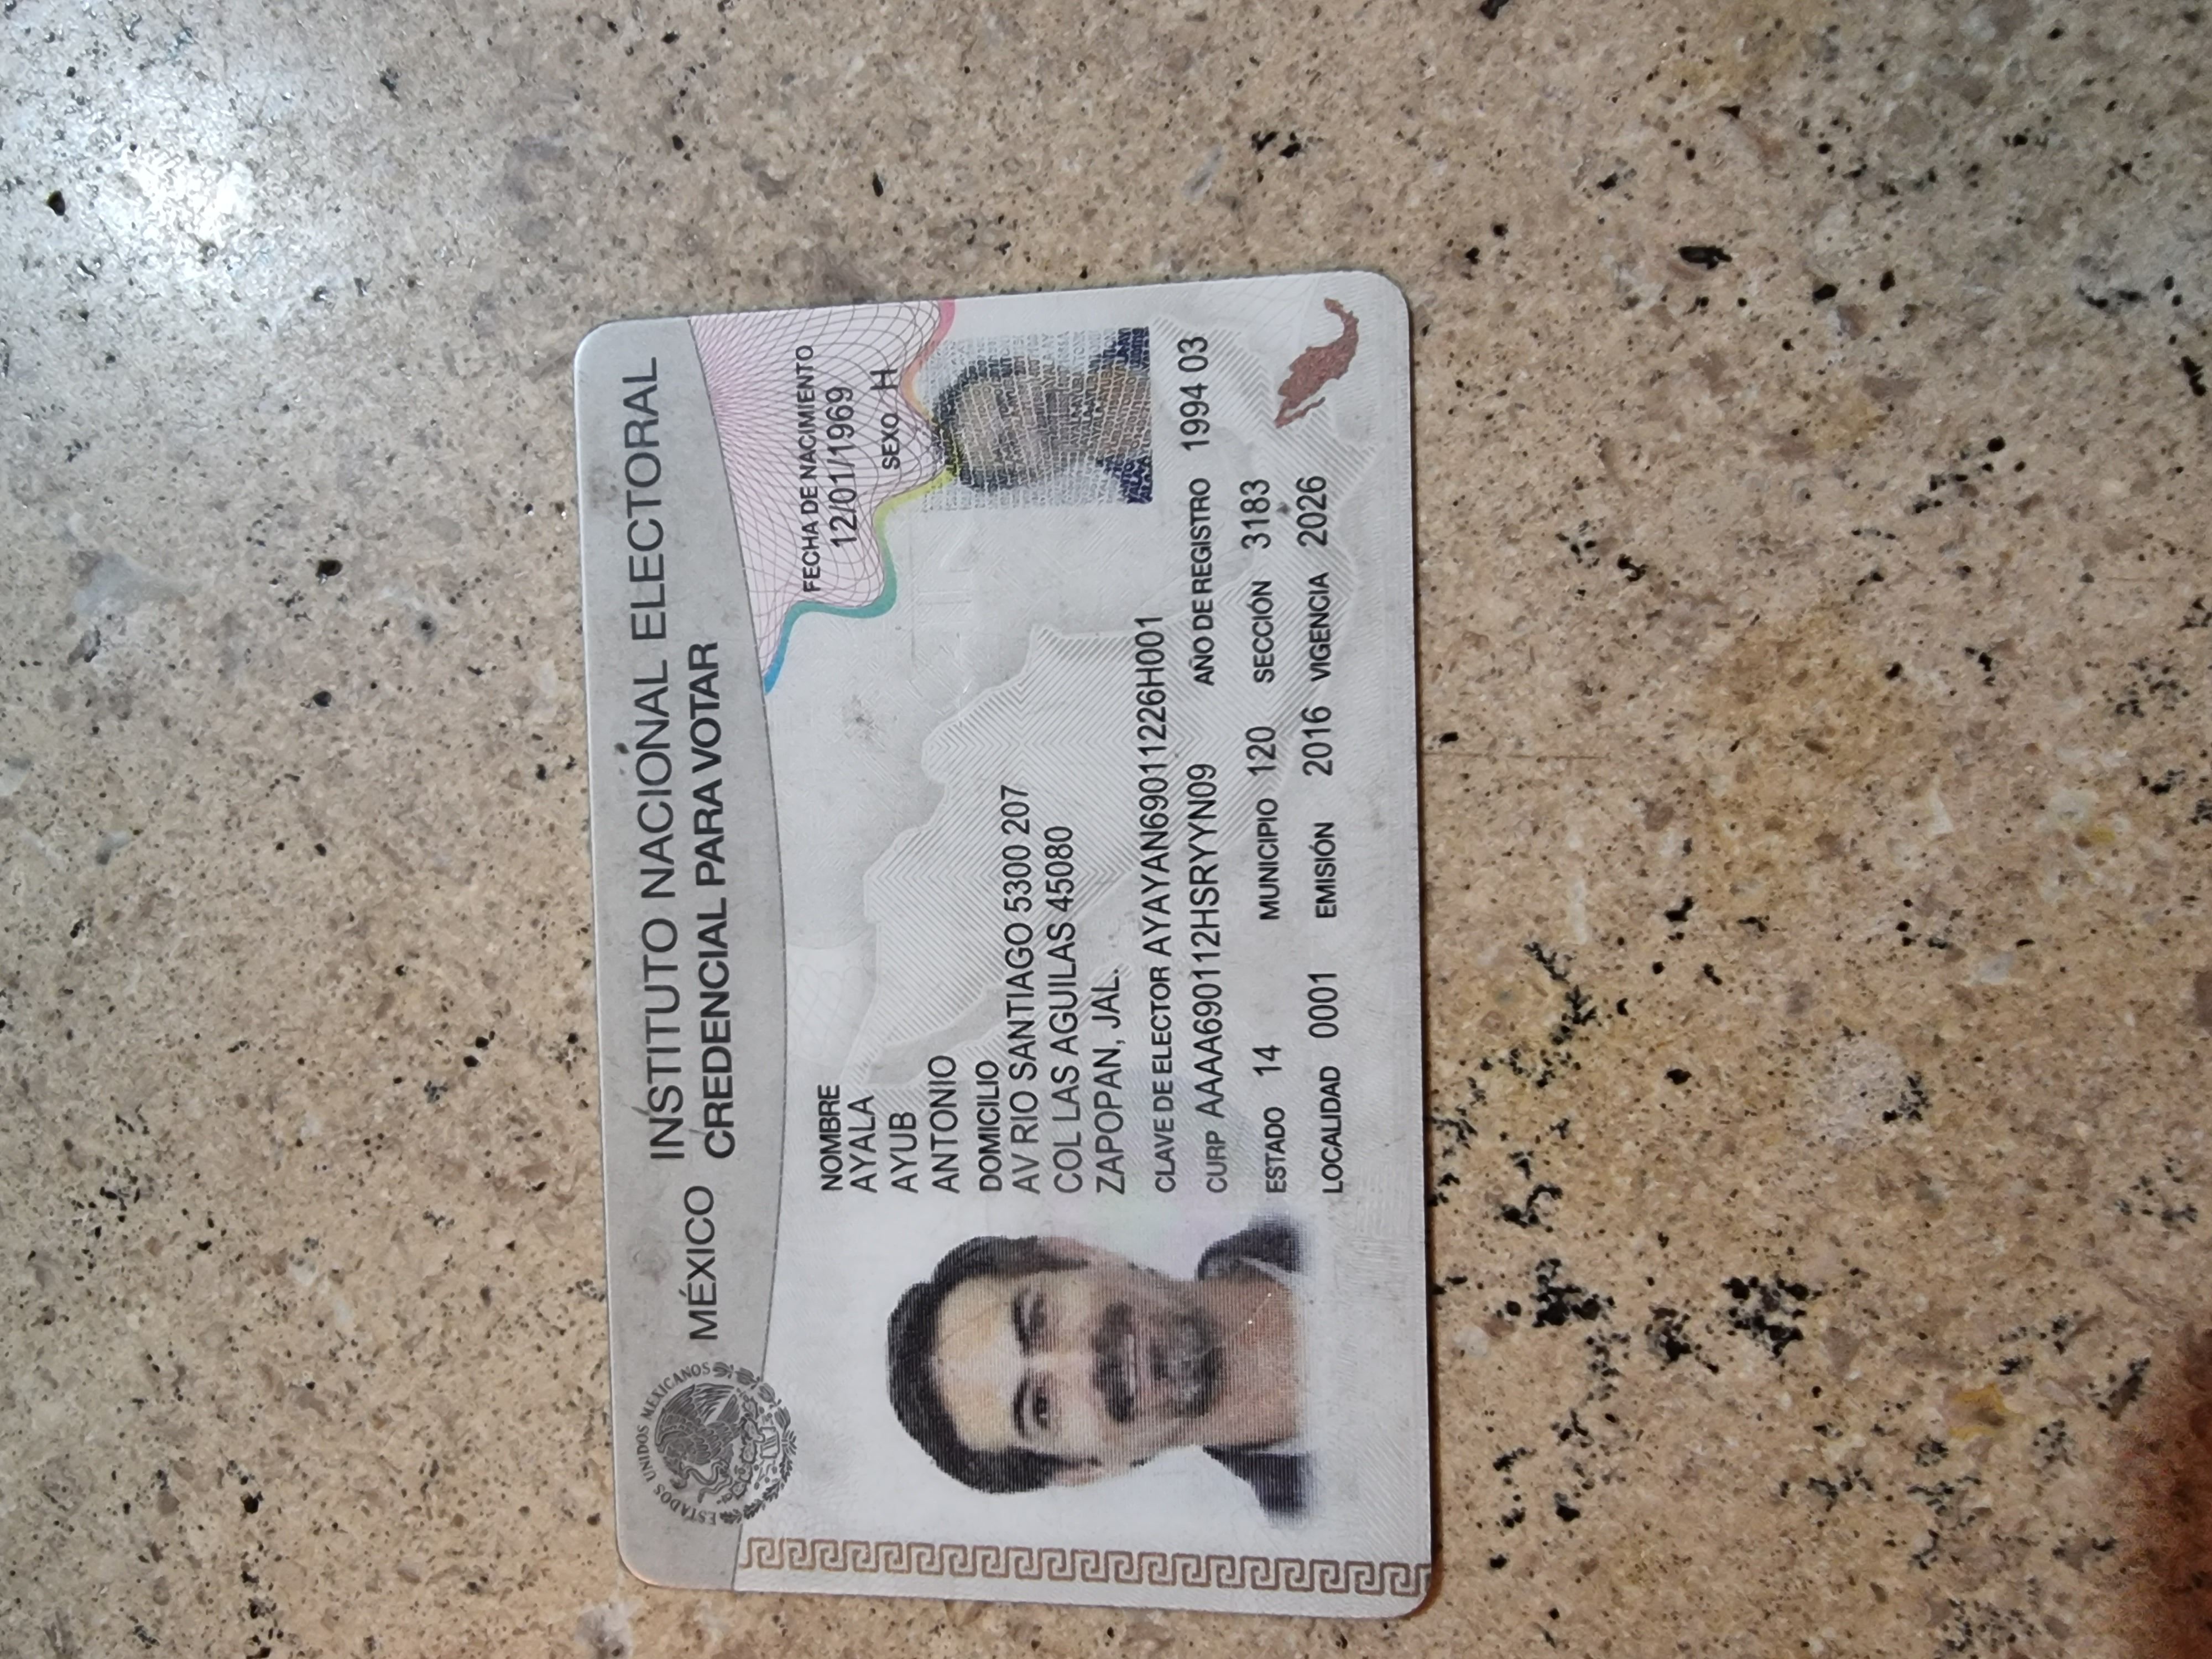 ESTADOS UNIDOS MEXICANOS
MÉXICO
INSTITUTO NACIONAL ELECTORAL
CREDENCIAL PARA VOTAR
NOMBRE
AYALA
AYUB
ANTONIO
FECHA DE NACIMIENTO
12/01/1969
SEXO H
DOMICILIO
AV RIO SANTIAGO 5300 207
COL LAS AGUILAS 45080
ZAPOPAN, JAL.
CLAVE DE ELECTOR AYAYAN69011226H001
CURP AAAA690112HSRYYN09 AÑO DE REGISTRO 1994 03
ESTADO 14 MUNICIPIO 120 SECCIÓN 3183
LOCALIDAD 0001 EMISIÓN 2016 VIGENCIA 2026